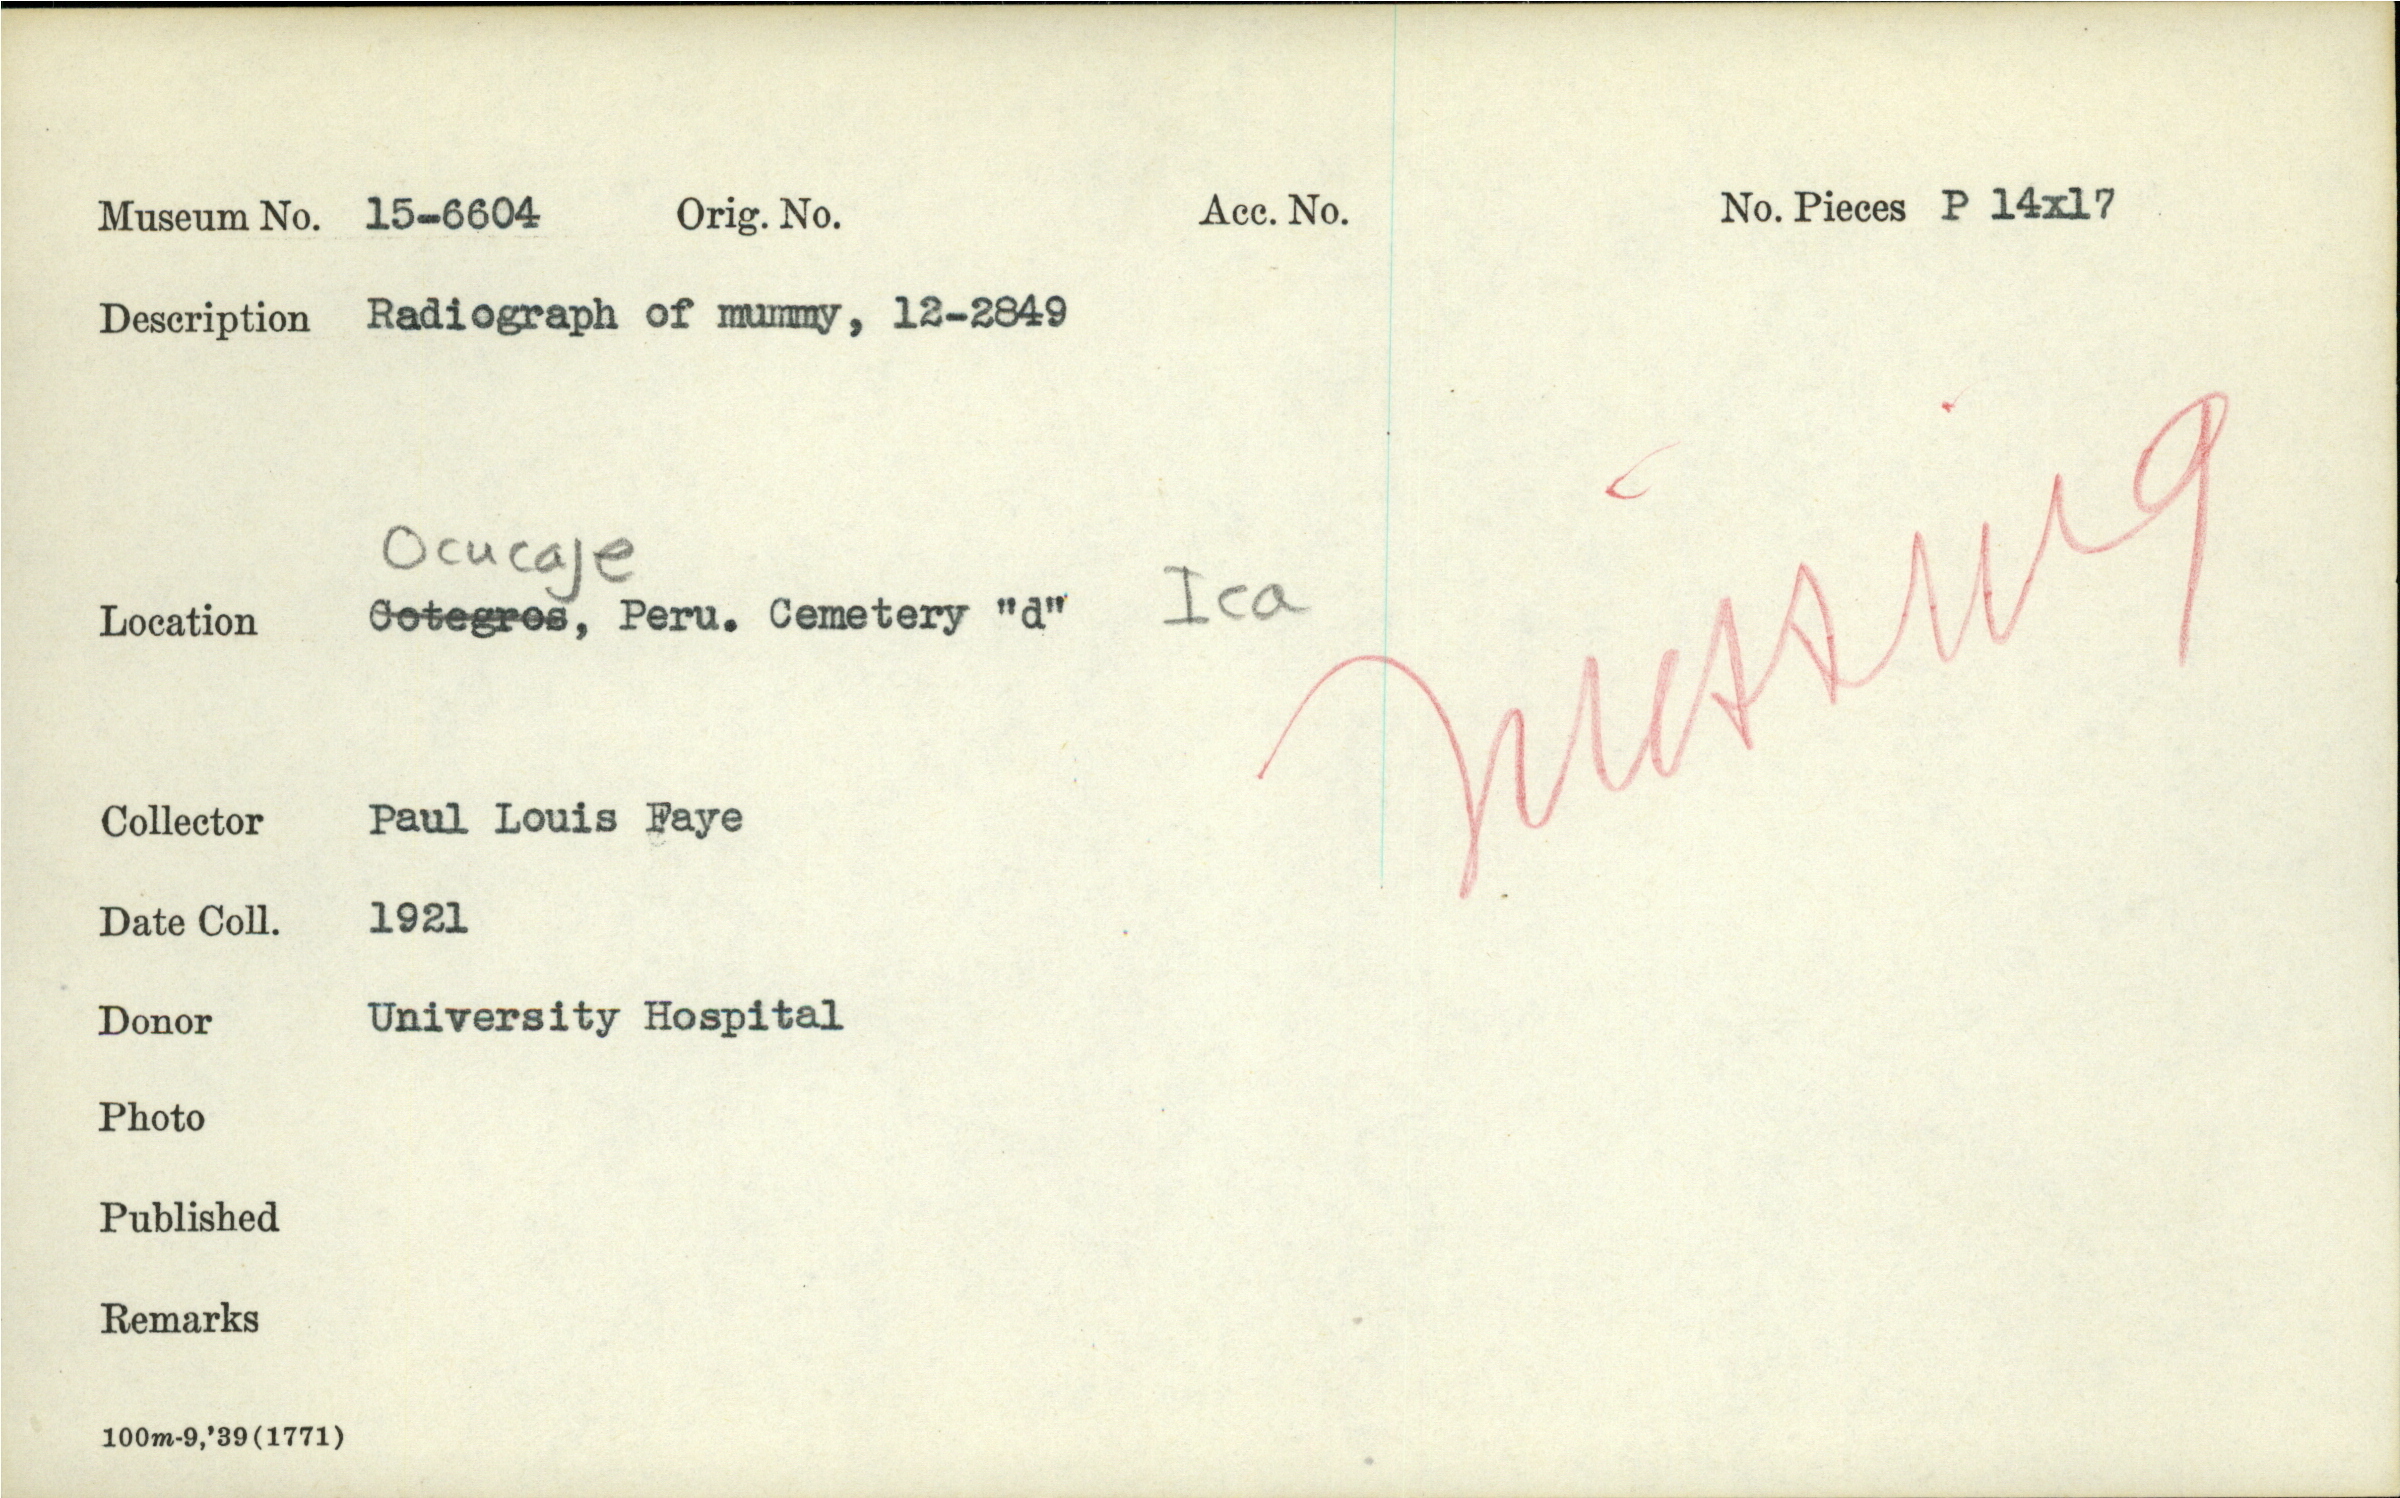 Museum No. 15-6604 Orig. No. Acc. No. No. Pieces P 14x17
Description Radiograph of mummy, 12-2849
Ocucaje
Location Cotegros, Peru. Cemetery "d" Ica
missing
Collector Paul Louis Faye
Date Coll. 1921
Donor University Hospital
Photo
Published
Remarks
100m-9,'39(1771)